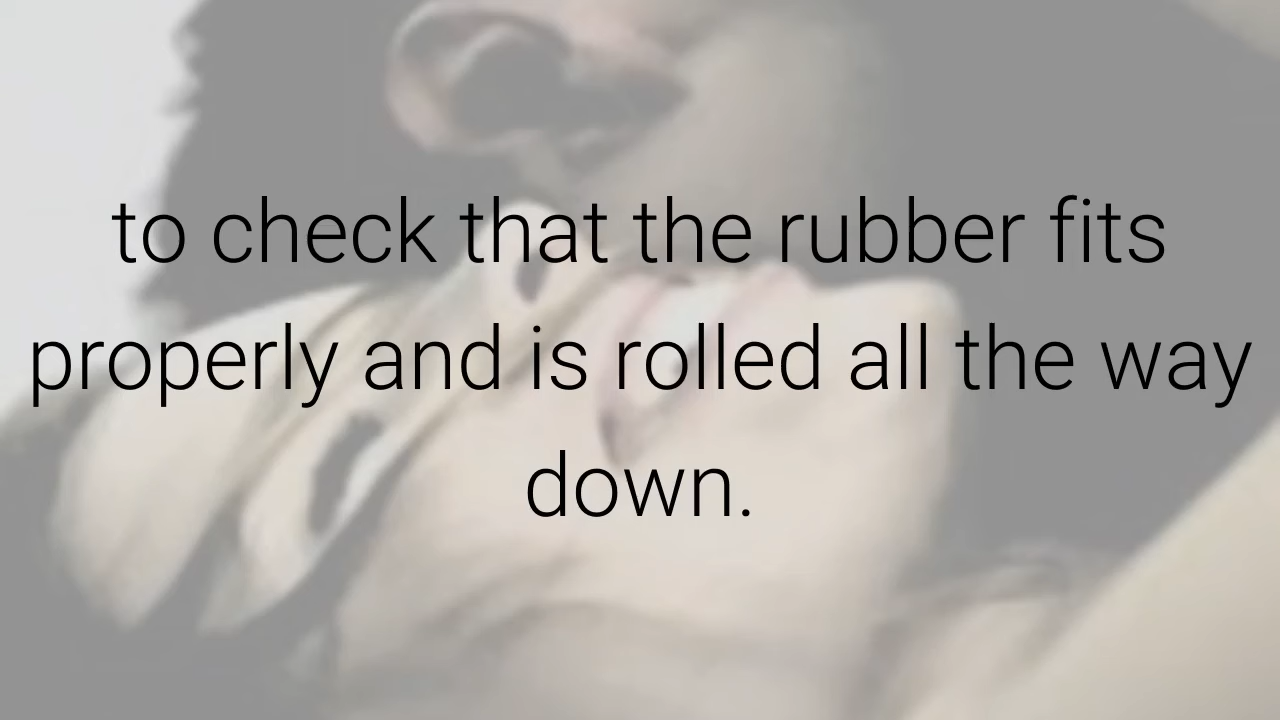 to check that the rubber fits
properly and is rolled all the way
down.